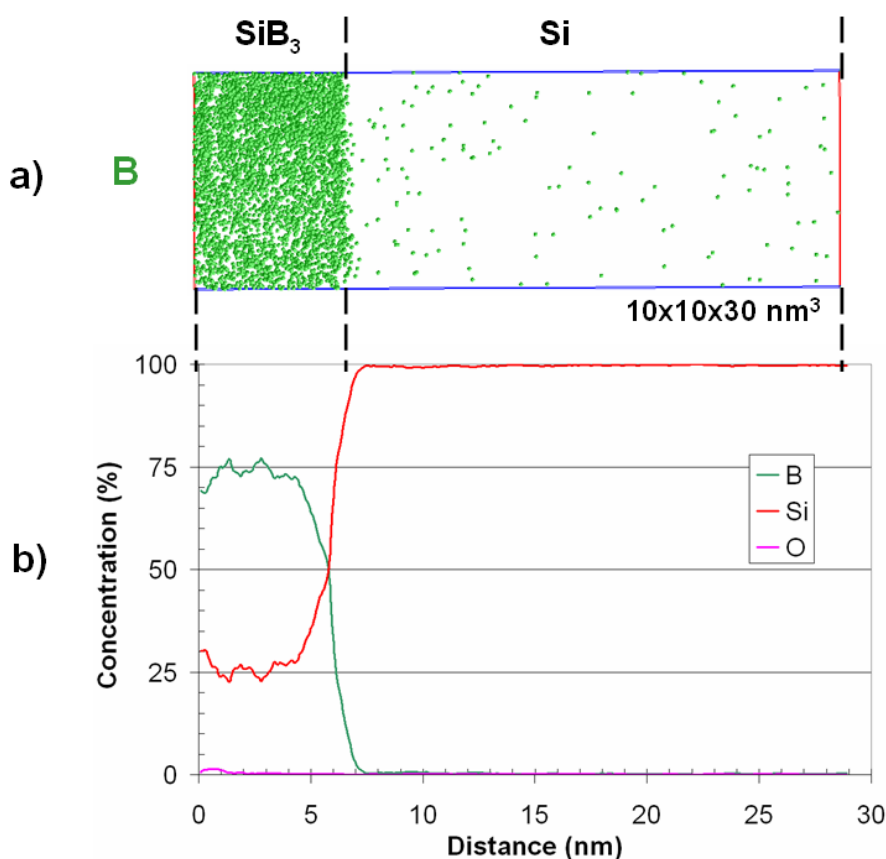 SiB₃ Si
a) B
10x10x30 nm³
b)
Concentration (%)
100
75
50
25
0
B
Si
O
0 5 10 15 20 25 30
Distance (nm)